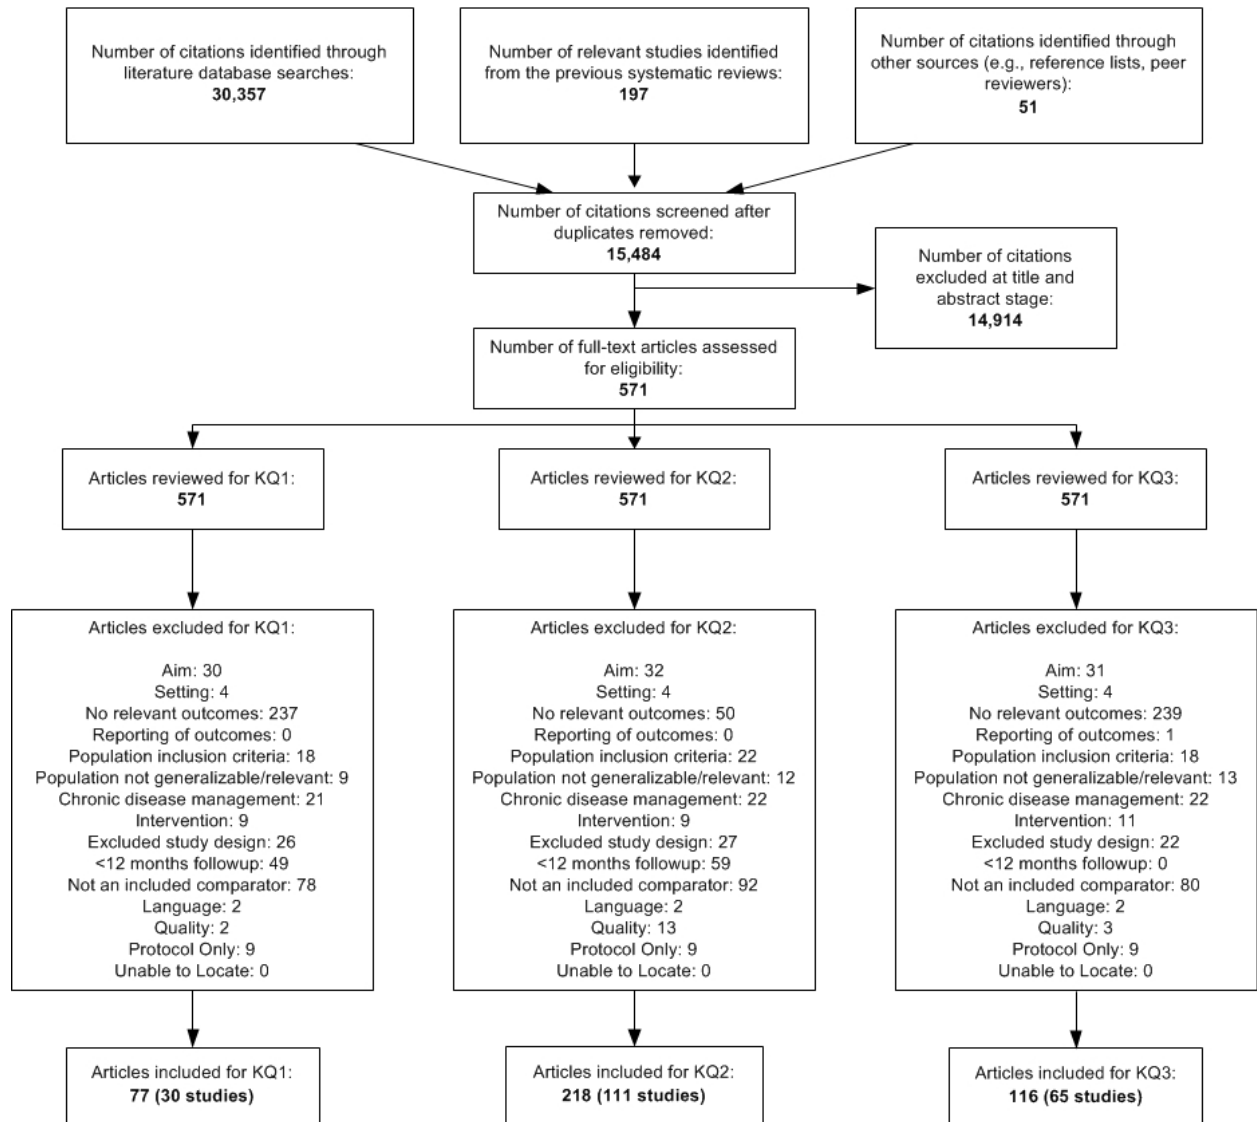 Number of citations identified through
literature database searches:
30,357
Number of relevant studies identified
from the previous systematic reviews:
197
Number of citations identified through
other sources (e.g., reference lists, peer
reviewers):
51
Number of citations screened after
duplicates removed:
15,484
Number of citations
excluded at title and
abstract stage:
14,914
Number of full-text articles assessed
for eligibility:
571
Articles reviewed for KQ1:
571
Articles reviewed for KQ2:
571
Articles reviewed for KQ3:
571
Articles excluded for KQ1:
Aim: 30
Setting: 4
No relevant outcomes: 237
Reporting of outcomes: 0
Population inclusion criteria: 18
Population not generalizable/relevant: 9
Chronic disease management: 21
Intervention: 9
Excluded study design: 26
<12 months followup: 49
Not an included comparator: 78
Language: 2
Quality: 2
Protocol Only: 9
Unable to Locate: 0
Articles excluded for KQ2:
Aim: 32
Setting: 4
No relevant outcomes: 50
Reporting of outcomes: 0
Population inclusion criteria: 22
Population not generalizable/relevant: 12
Chronic disease management: 22
Intervention: 9
Excluded study design: 27
<12 months followup: 59
Not an included comparator: 92
Language: 2
Quality: 13
Protocol Only: 9
Unable to Locate: 0
Articles excluded for KQ3:
Aim: 31
Setting: 4
No relevant outcomes: 239
Reporting of outcomes: 1
Population inclusion criteria: 18
Population not generalizable/relevant: 13
Chronic disease management: 22
Intervention: 11
Excluded study design: 22
<12 months followup: 0
Not an included comparator: 80
Language: 2
Quality: 3
Protocol Only: 9
Unable to Locate: 0
Articles included for KQ1:
77 (30 studies)
Articles included for KQ2:
218 (111 studies)
Articles included for KQ3:
116 (65 studies)